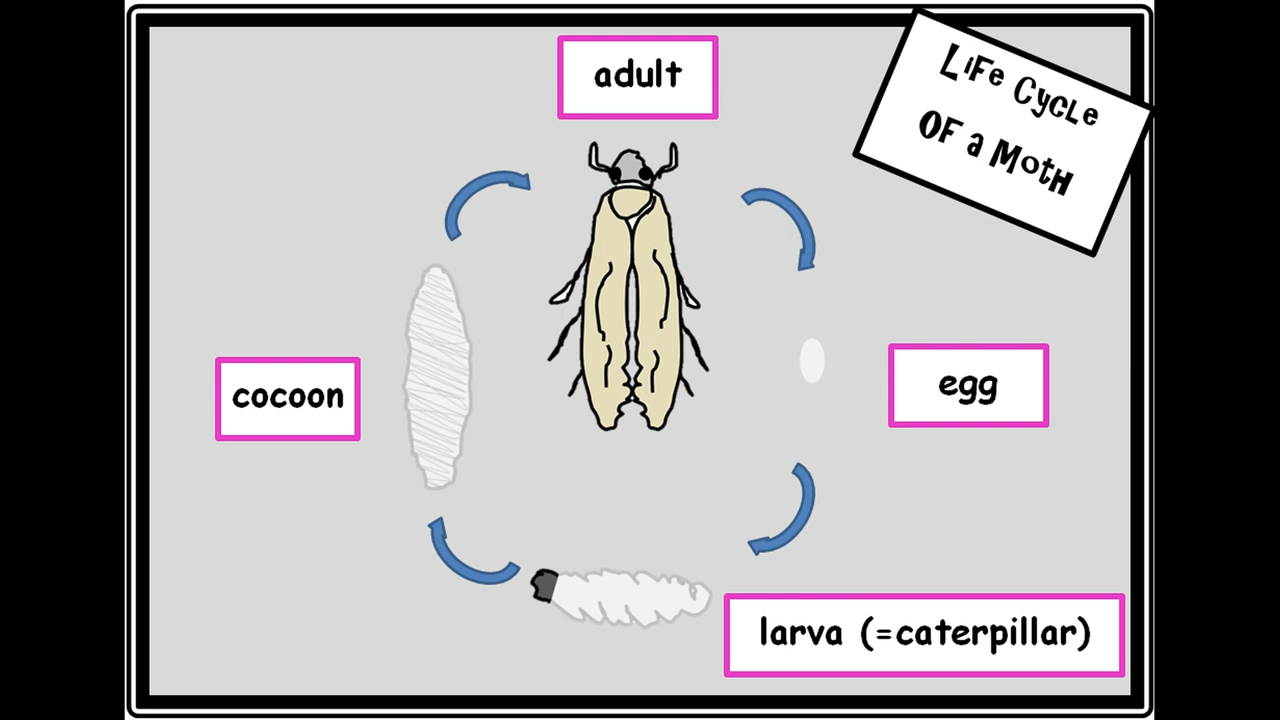 adult
Life Cycle
Of a Moth
cocoon
egg
larva (=caterpillar)